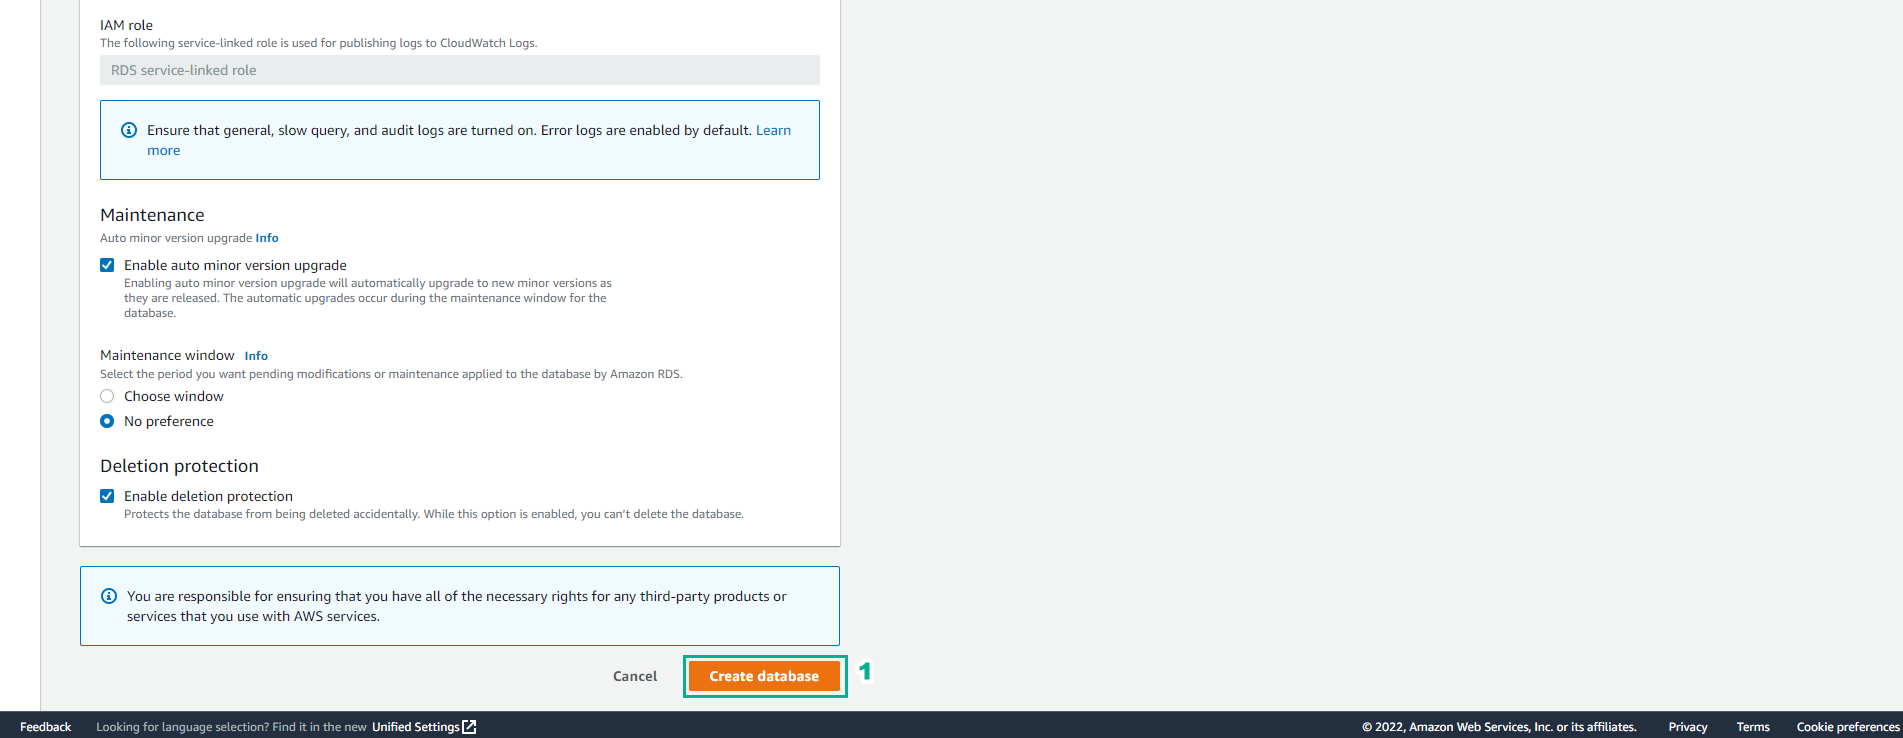 IAM role
The following service-linked role is used for publishing logs to CloudWatch Logs.
RDS service-linked role
Ensure that general, slow query, and audit logs are turned on. Error logs are enabled by default. Learn
more
Maintenance
Auto minor version upgrade Info
Enable auto minor version upgrade
Enabling auto minor version upgrade will automatically upgrade to new minor versions as
they are released. The automatic upgrades occur during the maintenance window for the
database.
Maintenance window Info
Select the period you want pending modifications or maintenance applied to the database by Amazon RDS.
Choose window
No preference
Deletion protection
Enable deletion protection
Protects the database from being deleted accidentally. While this option is enabled, you can't delete the database.
You are responsible for ensuring that you have all of the necessary rights for any third-party products or
services that you use with AWS services.
Cancel Create database 1
Feedback Looking for language selection? Find it in the new Unified Settings © 2022, Amazon Web Services, Inc. or its affiliates. Privacy Terms Cookie preferences